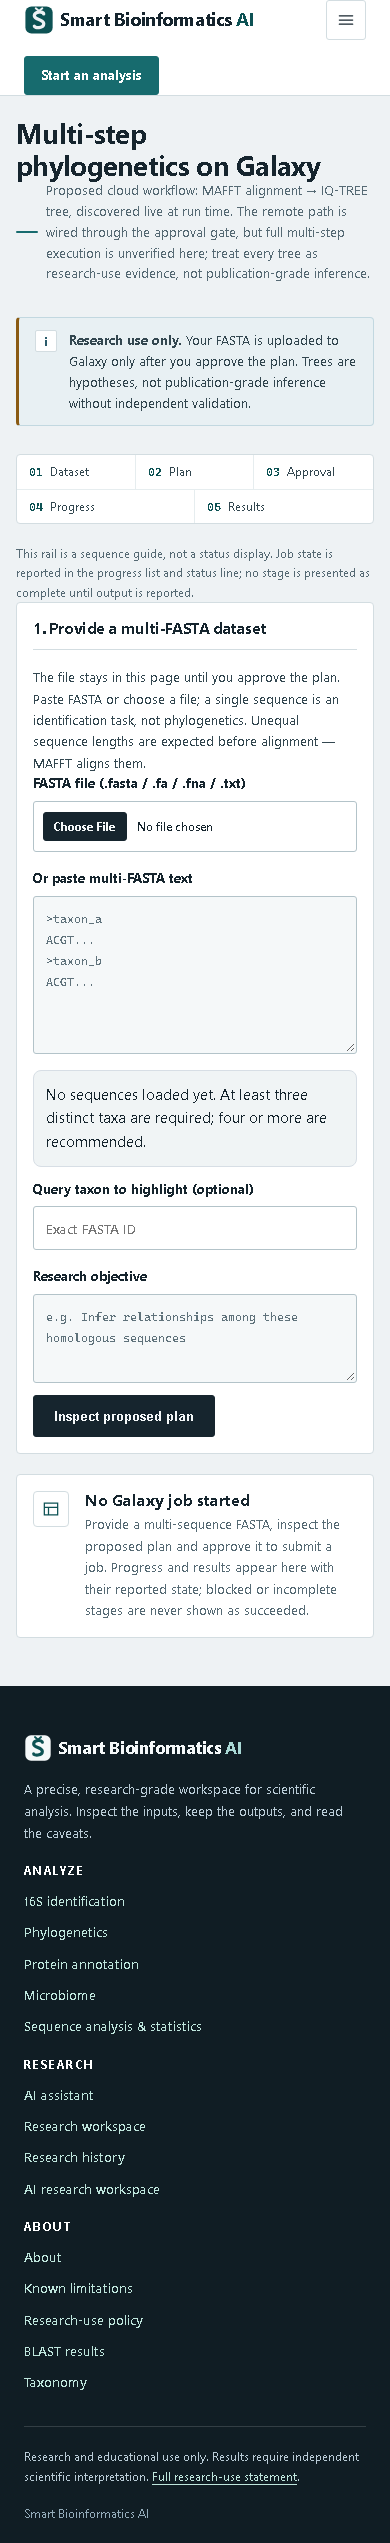 Š Smart Bioinformatics AI
Start an analysis
Multi-step
phylogenetics on Galaxy
Proposed cloud workflow: MAFFT alignment → IQ-TREE
tree, discovered live at run time. The remote path is
wired through the approval gate, but full multi-step
execution is unverified here; treat every tree as
research-use evidence, not publication-grade inference.
i
Research use only. Your FASTA is uploaded to
Galaxy only after you approve the plan. Trees are
hypotheses, not publication-grade inference
without independent validation.
01 Dataset
02 Plan
03 Approval
04 Progress
05 Results
This rail is a sequence guide, not a status display. Job state is
reported in the progress list and status line; no stage is presented as
complete until output is reported.
1. Provide a multi-FASTA dataset
The file stays in this page until you approve the plan.
Paste FASTA or choose a file; a single sequence is an
identification task, not phylogenetics. Unequal
sequence lengths are expected before alignment —
MAFFT aligns them.
FASTA file (.fasta / .fa / .fna / .txt)
Choose File No file chosen
Or paste multi-FASTA text
>taxon_a
ACGT...
>taxon_b
ACGT...
No sequences loaded yet. At least three
distinct taxa are required; four or more are
recommended.
Query taxon to highlight (optional)
Exact FASTA ID
Research objective
e.g. Infer relationships among these
homologous sequences
Inspect proposed plan
No Galaxy job started
Provide a multi-sequence FASTA, inspect the
proposed plan and approve it to submit a
job. Progress and results appear here with
their reported state; blocked or incomplete
stages are never shown as succeeded.
Š Smart Bioinformatics AI
A precise, research-grade workspace for scientific
analysis. Inspect the inputs, keep the outputs, and read
the caveats.
ANALYZE
16S identification
Phylogenetics
Protein annotation
Microbiome
Sequence analysis & statistics
RESEARCH
AI assistant
Research workspace
Research history
AI research workspace
ABOUT
About
Known limitations
Research-use policy
BLAST results
Taxonomy
Research and educational use only. Results require independent
scientific interpretation. Full research-use statement.
Smart Bioinformatics AI